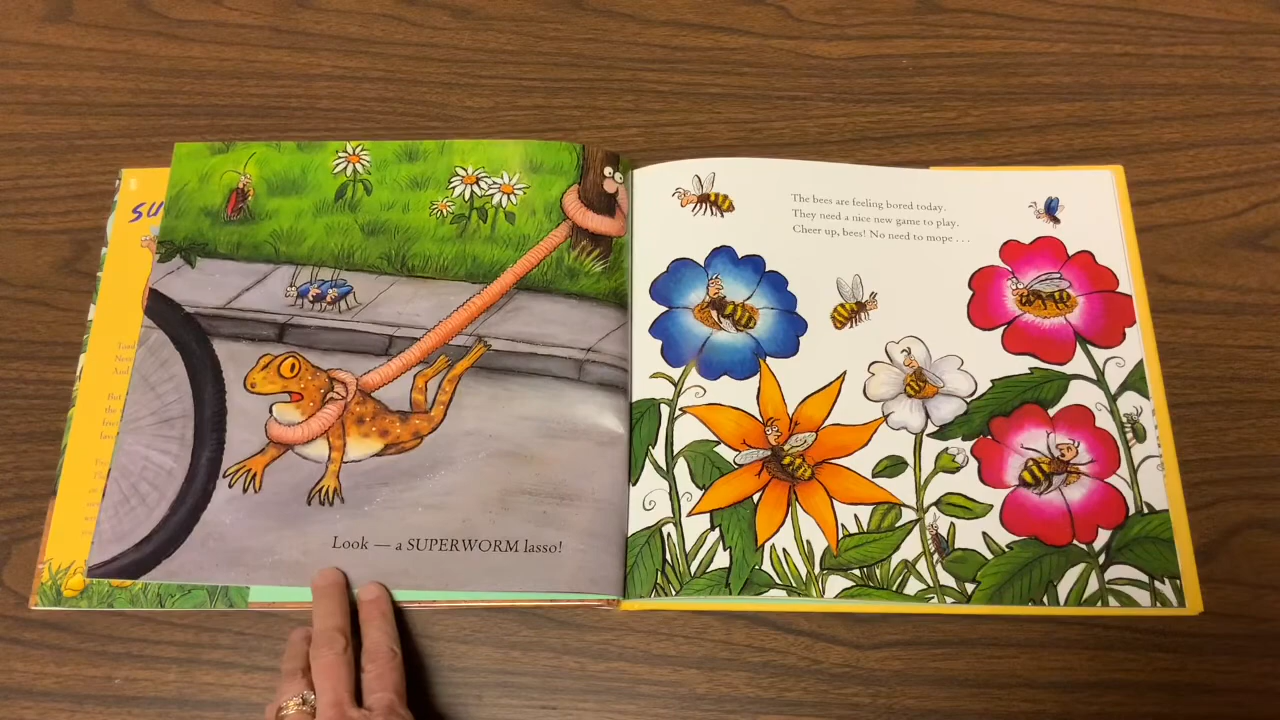 SU
Look — a SUPERWORM lasso!
The bees are feeling bored today.
They need a nice new game to play.
Cheer up, bees! No need to mope . . .